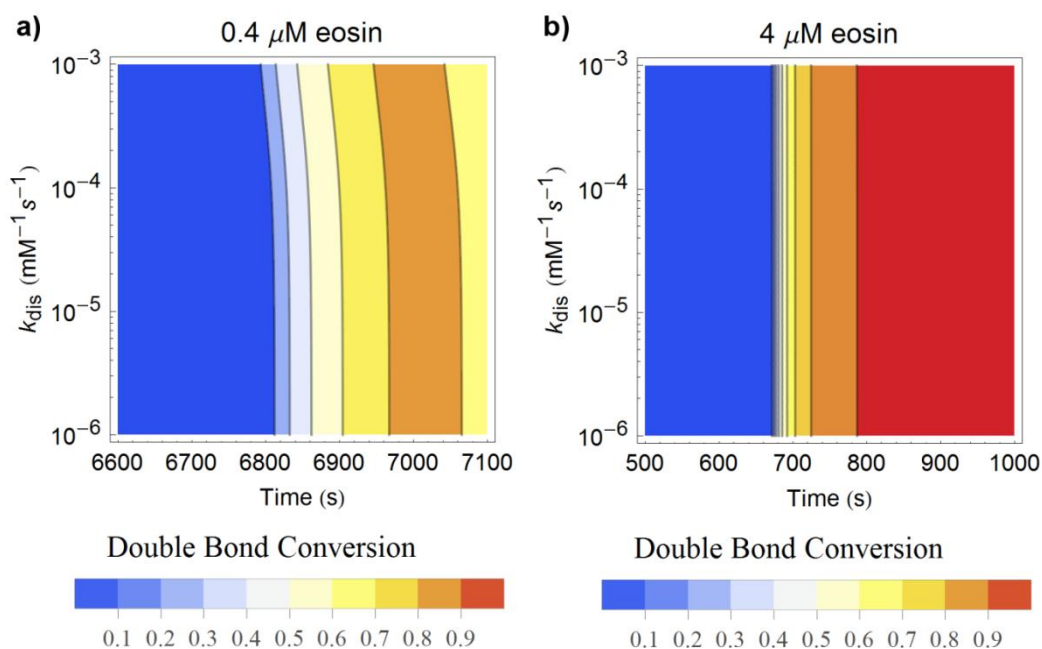 a)
0.4 μM eosin
10⁻³
10⁻⁴
10⁻⁵
10⁻⁶
k_dis (mM⁻¹ s⁻¹)
6600 6700 6800 6900 7000 7100
Time (s)
Double Bond Conversion
0.1 0.2 0.3 0.4 0.5 0.6 0.7 0.8 0.9
b)
4 μM eosin
10⁻³
10⁻⁴
10⁻⁵
10⁻⁶
k_dis (mM⁻¹ s⁻¹)
500 600 700 800 900 1000
Time (s)
Double Bond Conversion
0.1 0.2 0.3 0.4 0.5 0.6 0.7 0.8 0.9